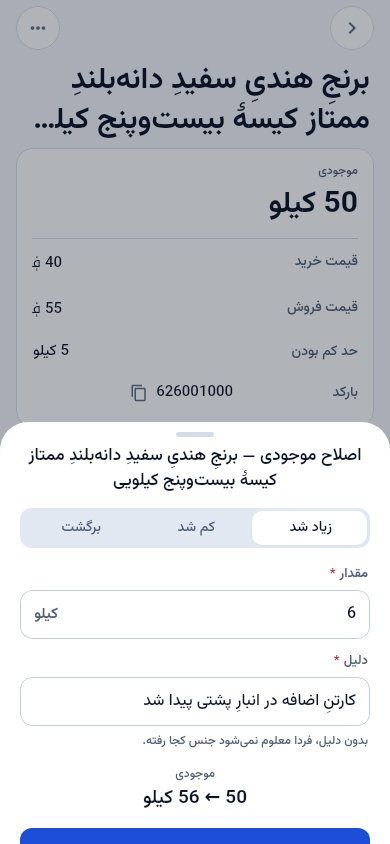 برنجِ هندیِ سفیدِ دانه‌بلندِ
ممتاز کیسهٔ بیست‌وپنج کیلـ...
موجودی
50 کیلو
قیمت خرید
40 ؋
قیمت فروش
55 ؋
حد کم بودن
5 کیلو
بارکد
626001000
اصلاح موجودی — برنجِ هندیِ سفیدِ دانه‌بلندِ ممتاز
کیسهٔ بیست‌وپنج کیلویی
زیاد شد
کم شد
برگشت
مقدار *
6 کیلو
دلیل *
کارتنِ اضافه در انبارِ پشتی پیدا شد
بدون دلیل، فردا معلوم نمی‌شود جنس کجا رفته.
موجودی
50 ← 56 کیلو